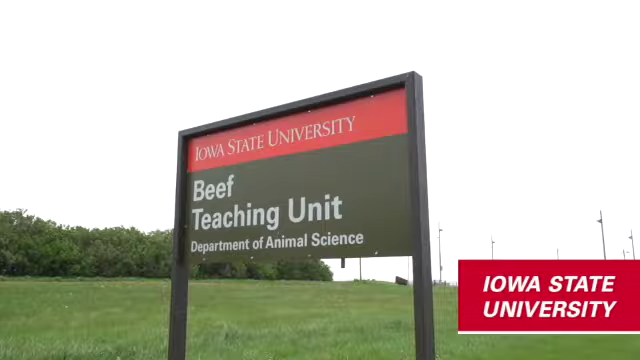 IOWA STATE UNIVERSITY
Beef
Teaching Unit
Department of Animal Science
IOWA STATE
UNIVERSITY